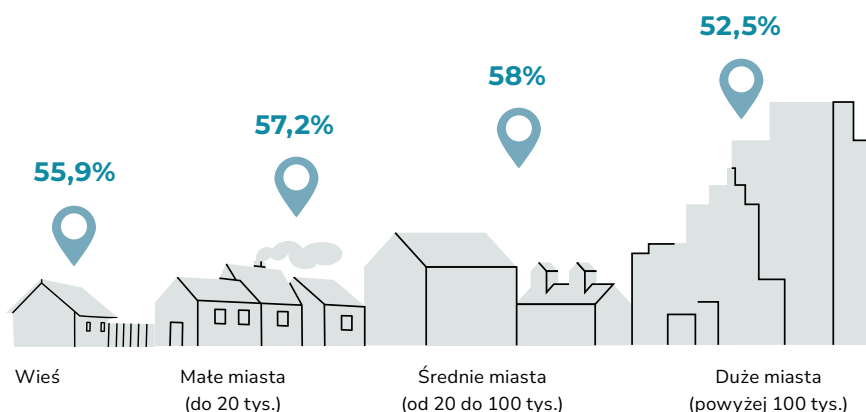 52,5%
58%
57,2%
55,9%
Wieś
Małe miasta
(do 20 tys.)
Średnie miasta
(od 20 do 100 tys.)
Duże miasta
(powyżej 100 tys.)